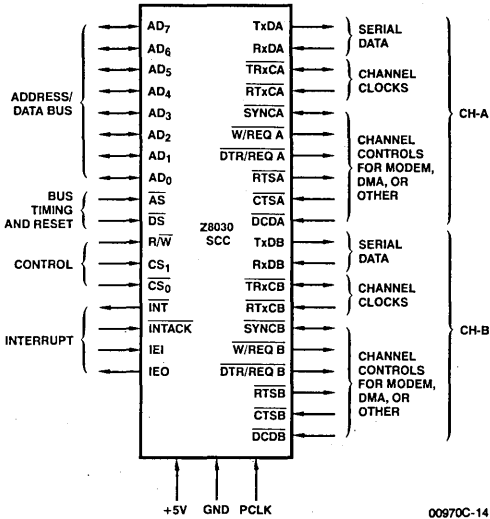 ADDRESS/
DATA BUS
BUS
TIMING
AND RESET
CONTROL
INTERRUPT
AD7
AD6
AD5
AD4
AD3
AD2
AD1
AD0
AS
DS
R/W
CS1
CS0
INT
INTACK
IEI
IEO
Z8030
SCC
TxDA
RxDA
TRxCA
RTxCA
SYNCA
W/REQ A
DTR/REQ A
RTSA
CTSA
DCDA
TxDB
RxDB
TRxCB
RTxCB
SYNCB
W/REQ B
DTR/REQ B
RTSB
CTSB
DCDB
SERIAL
DATA
CHANNEL
CLOCKS
CHANNEL
CONTROLS
FOR MODEM,
DMA, OR
OTHER
CH-A
SERIAL
DATA
CHANNEL
CLOCKS
CHANNEL
CONTROLS
FOR MODEM,
DMA, OR
OTHER
CH-B
+5V GND PCLK
00970C-14